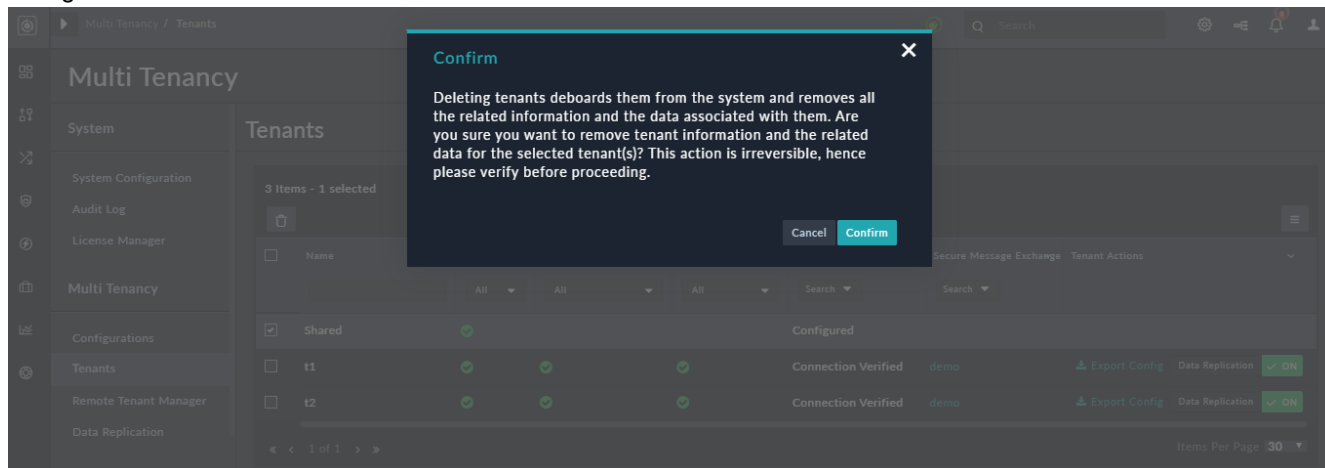 Multi Tenancy / Tenants
Search
Multi Tenancy
System
System Configuration
Audit Log
License Manager
Multi Tenancy
Configurations
Tenants
Remote Tenant Manager
Data Replication
Tenants
3 Items - 1 selected
Name
Secure Message Exchange Tenant Actions
All All All Search Search
Shared Configured
t1 Connection Verified demo Export Config Data Replication ON
t2 Connection Verified demo Export Config Data Replication ON
1 of 1
Items Per Page 30
Confirm
Deleting tenants deboards them from the system and removes all
the related information and the data associated with them. Are
you sure you want to remove tenant information and the related
data for the selected tenant(s)? This action is irreversible, hence
please verify before proceeding.
Cancel Confirm